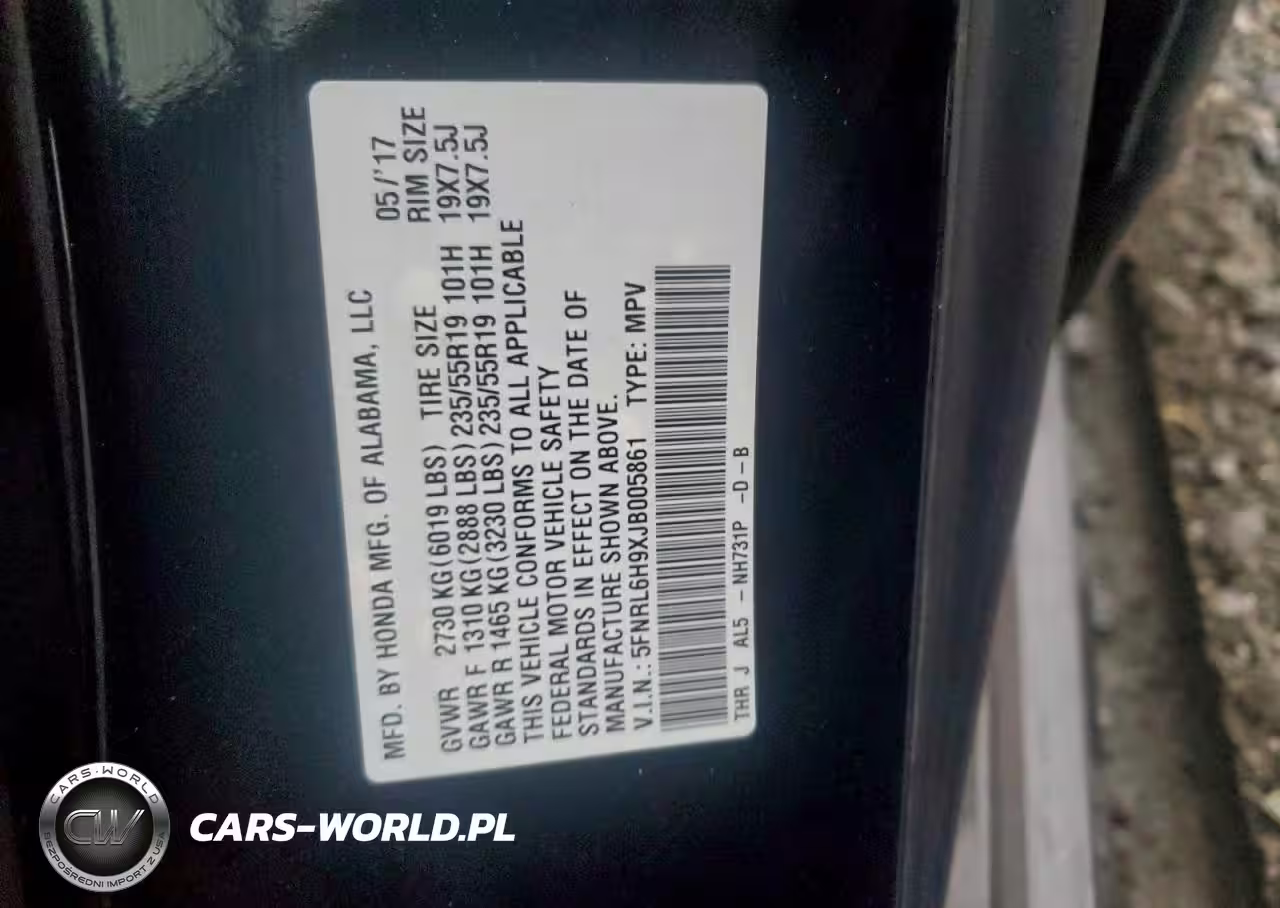 MFD. BY HONDA MFG. OF ALABAMA, LLC 05/'17
GVWR 2730 KG(6019 LBS) TIRE SIZE RIM SIZE
GAWR F 1310 KG(2888 LBS)235/55R19 101H 19X7.5J
GAWR R 1465 KG(3230 LBS)235/55R19 101H 19X7.5J
THIS VEHICLE CONFORMS TO ALL APPLICABLE
FEDERAL MOTOR VEHICLE SAFETY
STANDARDS IN EFFECT ON THE DATE OF
MANUFACTURE SHOWN ABOVE.
V.I.N.:5FNRL6H9XJB005861 TYPE: MPV
THR J AL5 -NH731P -D-B
CARS-WORLD
CW
BEZPOŚREDNI IMPORT Z USA
CARS-WORLD.PL